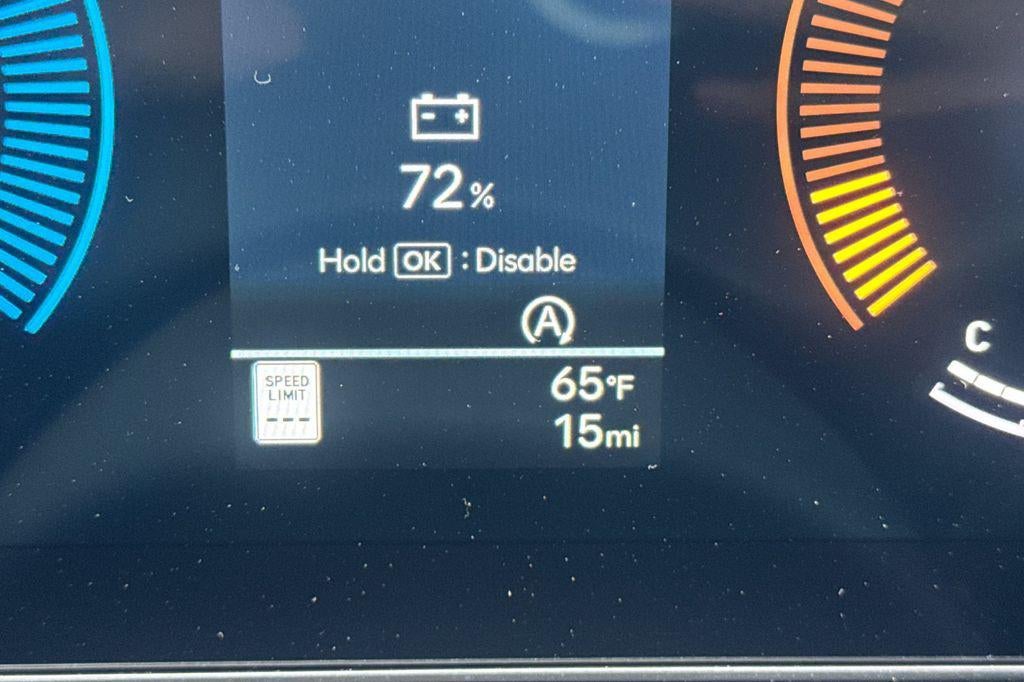 72%
Hold OK : Disable
A
SPEED
LIMIT
---
65°F
15mi
C